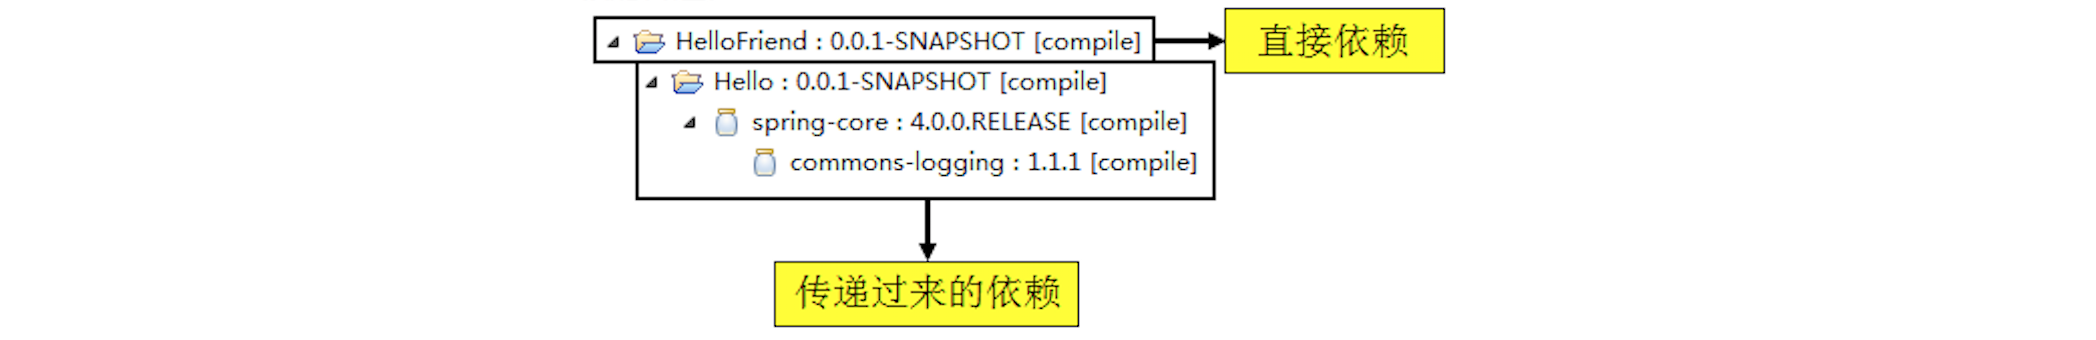 HelloFriend : 0.0.1-SNAPSHOT [compile]
直接依赖
Hello : 0.0.1-SNAPSHOT [compile]
spring-core : 4.0.0.RELEASE [compile]
commons-logging : 1.1.1 [compile]
传递过来的依赖